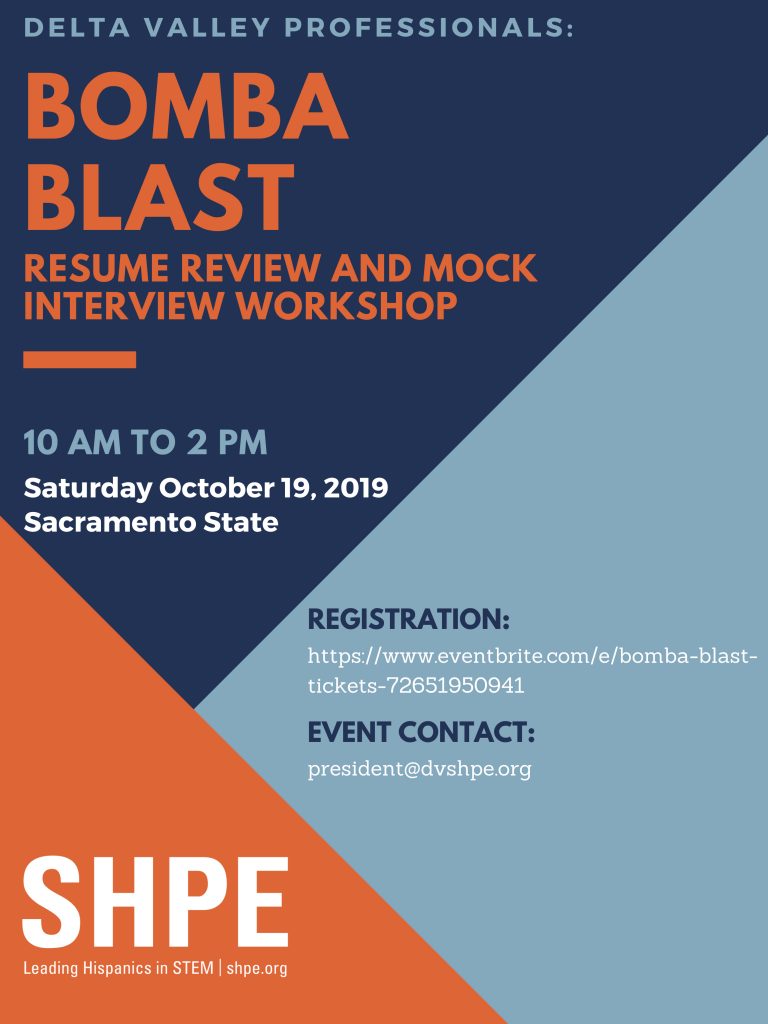 DELTA VALLEY PROFESSIONALS:
BOMBA
BLAST
RESUME REVIEW AND MOCK
INTERVIEW WORKSHOP
10 AM TO 2 PM
Saturday October 19, 2019
Sacramento State
REGISTRATION:
https://www.eventbrite.com/e/bomba-blast-
tickets-72651950941
EVENT CONTACT:
president@dvshpe.org
SHPE
Leading Hispanics in STEM | shpe.org